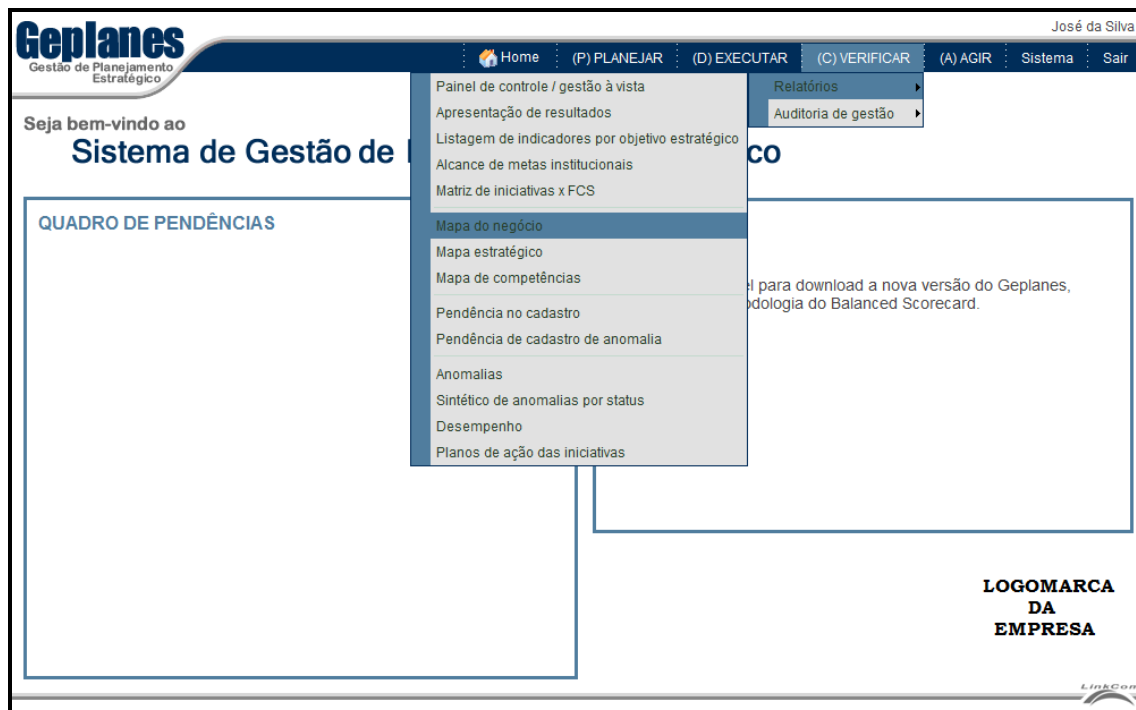 José da Silva
Geplanes
Gestão de Planejamento
Estratégico
Home (P) PLANEJAR (D) EXECUTAR (C) VERIFICAR (A) AGIR Sistema Sair
Relatórios
Auditoria de gestão
Painel de controle / gestão à vista
Apresentação de resultados
Listagem de indicadores por objetivo estratégico
Alcance de metas institucionais
Matriz de iniciativas x FCS
Mapa do negócio
Mapa estratégico
Mapa de competências
Pendência no cadastro
Pendência de cadastro de anomalia
Anomalias
Sintético de anomalias por status
Desempenho
Planos de ação das iniciativas
Seja bem-vindo ao
Sistema de Gestão de
QUADRO DE PENDÊNCIAS
para download a nova versão do Geplanes,
do Balanced Scorecard.
LOGOMARCA
DA
EMPRESA
LinkCom